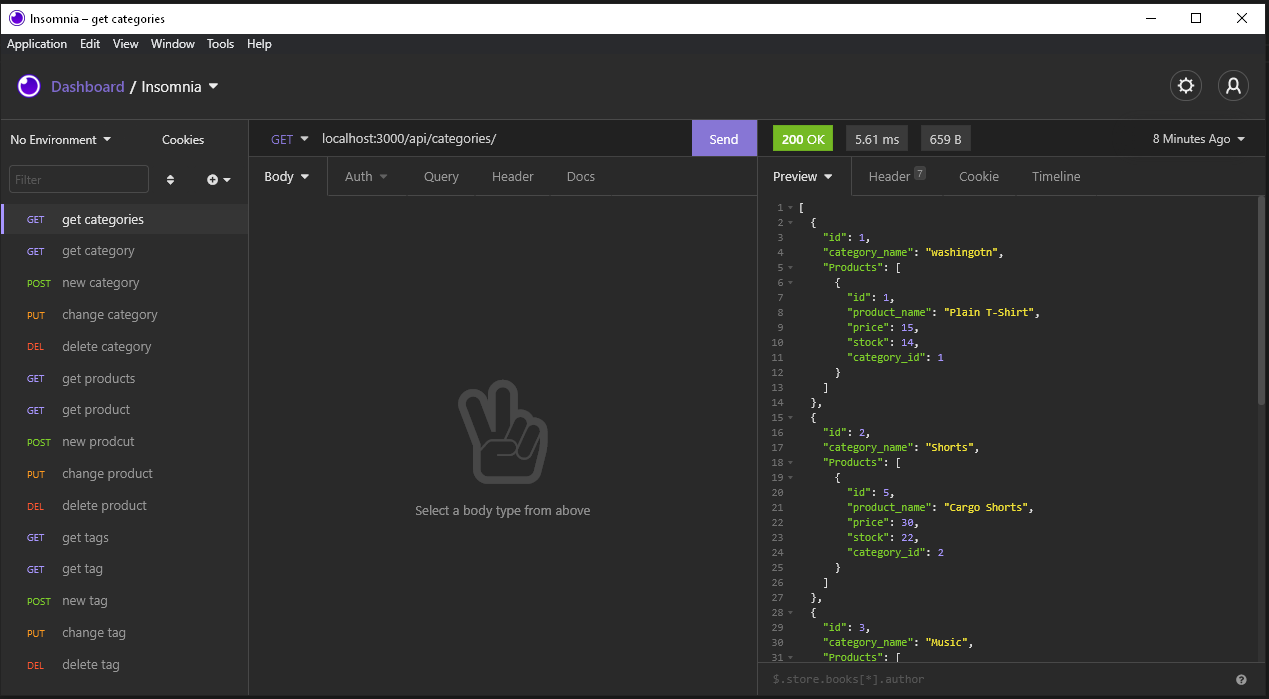 Insomnia – get categories
Application Edit View Window Tools Help
Dashboard / Insomnia
No Environment Cookies
Filter
GET get categories
GET get category
POST new category
PUT change category
DEL delete category
GET get products
GET get product
POST new prodcut
PUT change product
DEL delete product
GET get tags
GET get tag
POST new tag
PUT change tag
DEL delete tag
GET localhost:3000/api/categories/ Send
Body Auth Query Header Docs
Select a body type from above
200 OK 5.61 ms 659 B 8 Minutes Ago
Preview Header 7 Cookie Timeline
1 [
2 {
3 "id": 1,
4 "category_name": "washingotn",
5 "Products": [
6 {
7 "id": 1,
8 "product_name": "Plain T-Shirt",
9 "price": 15,
10 "stock": 14,
11 "category_id": 1
12 }
13 ]
14 },
15 {
16 "id": 2,
17 "category_name": "Shorts",
18 "Products": [
19 {
20 "id": 5,
21 "product_name": "Cargo Shorts",
22 "price": 30,
23 "stock": 22,
24 "category_id": 2
25 }
26 ]
27 },
28 {
29 "id": 3,
30 "category_name": "Music",
31 "Products": [
$.store.books[*].author